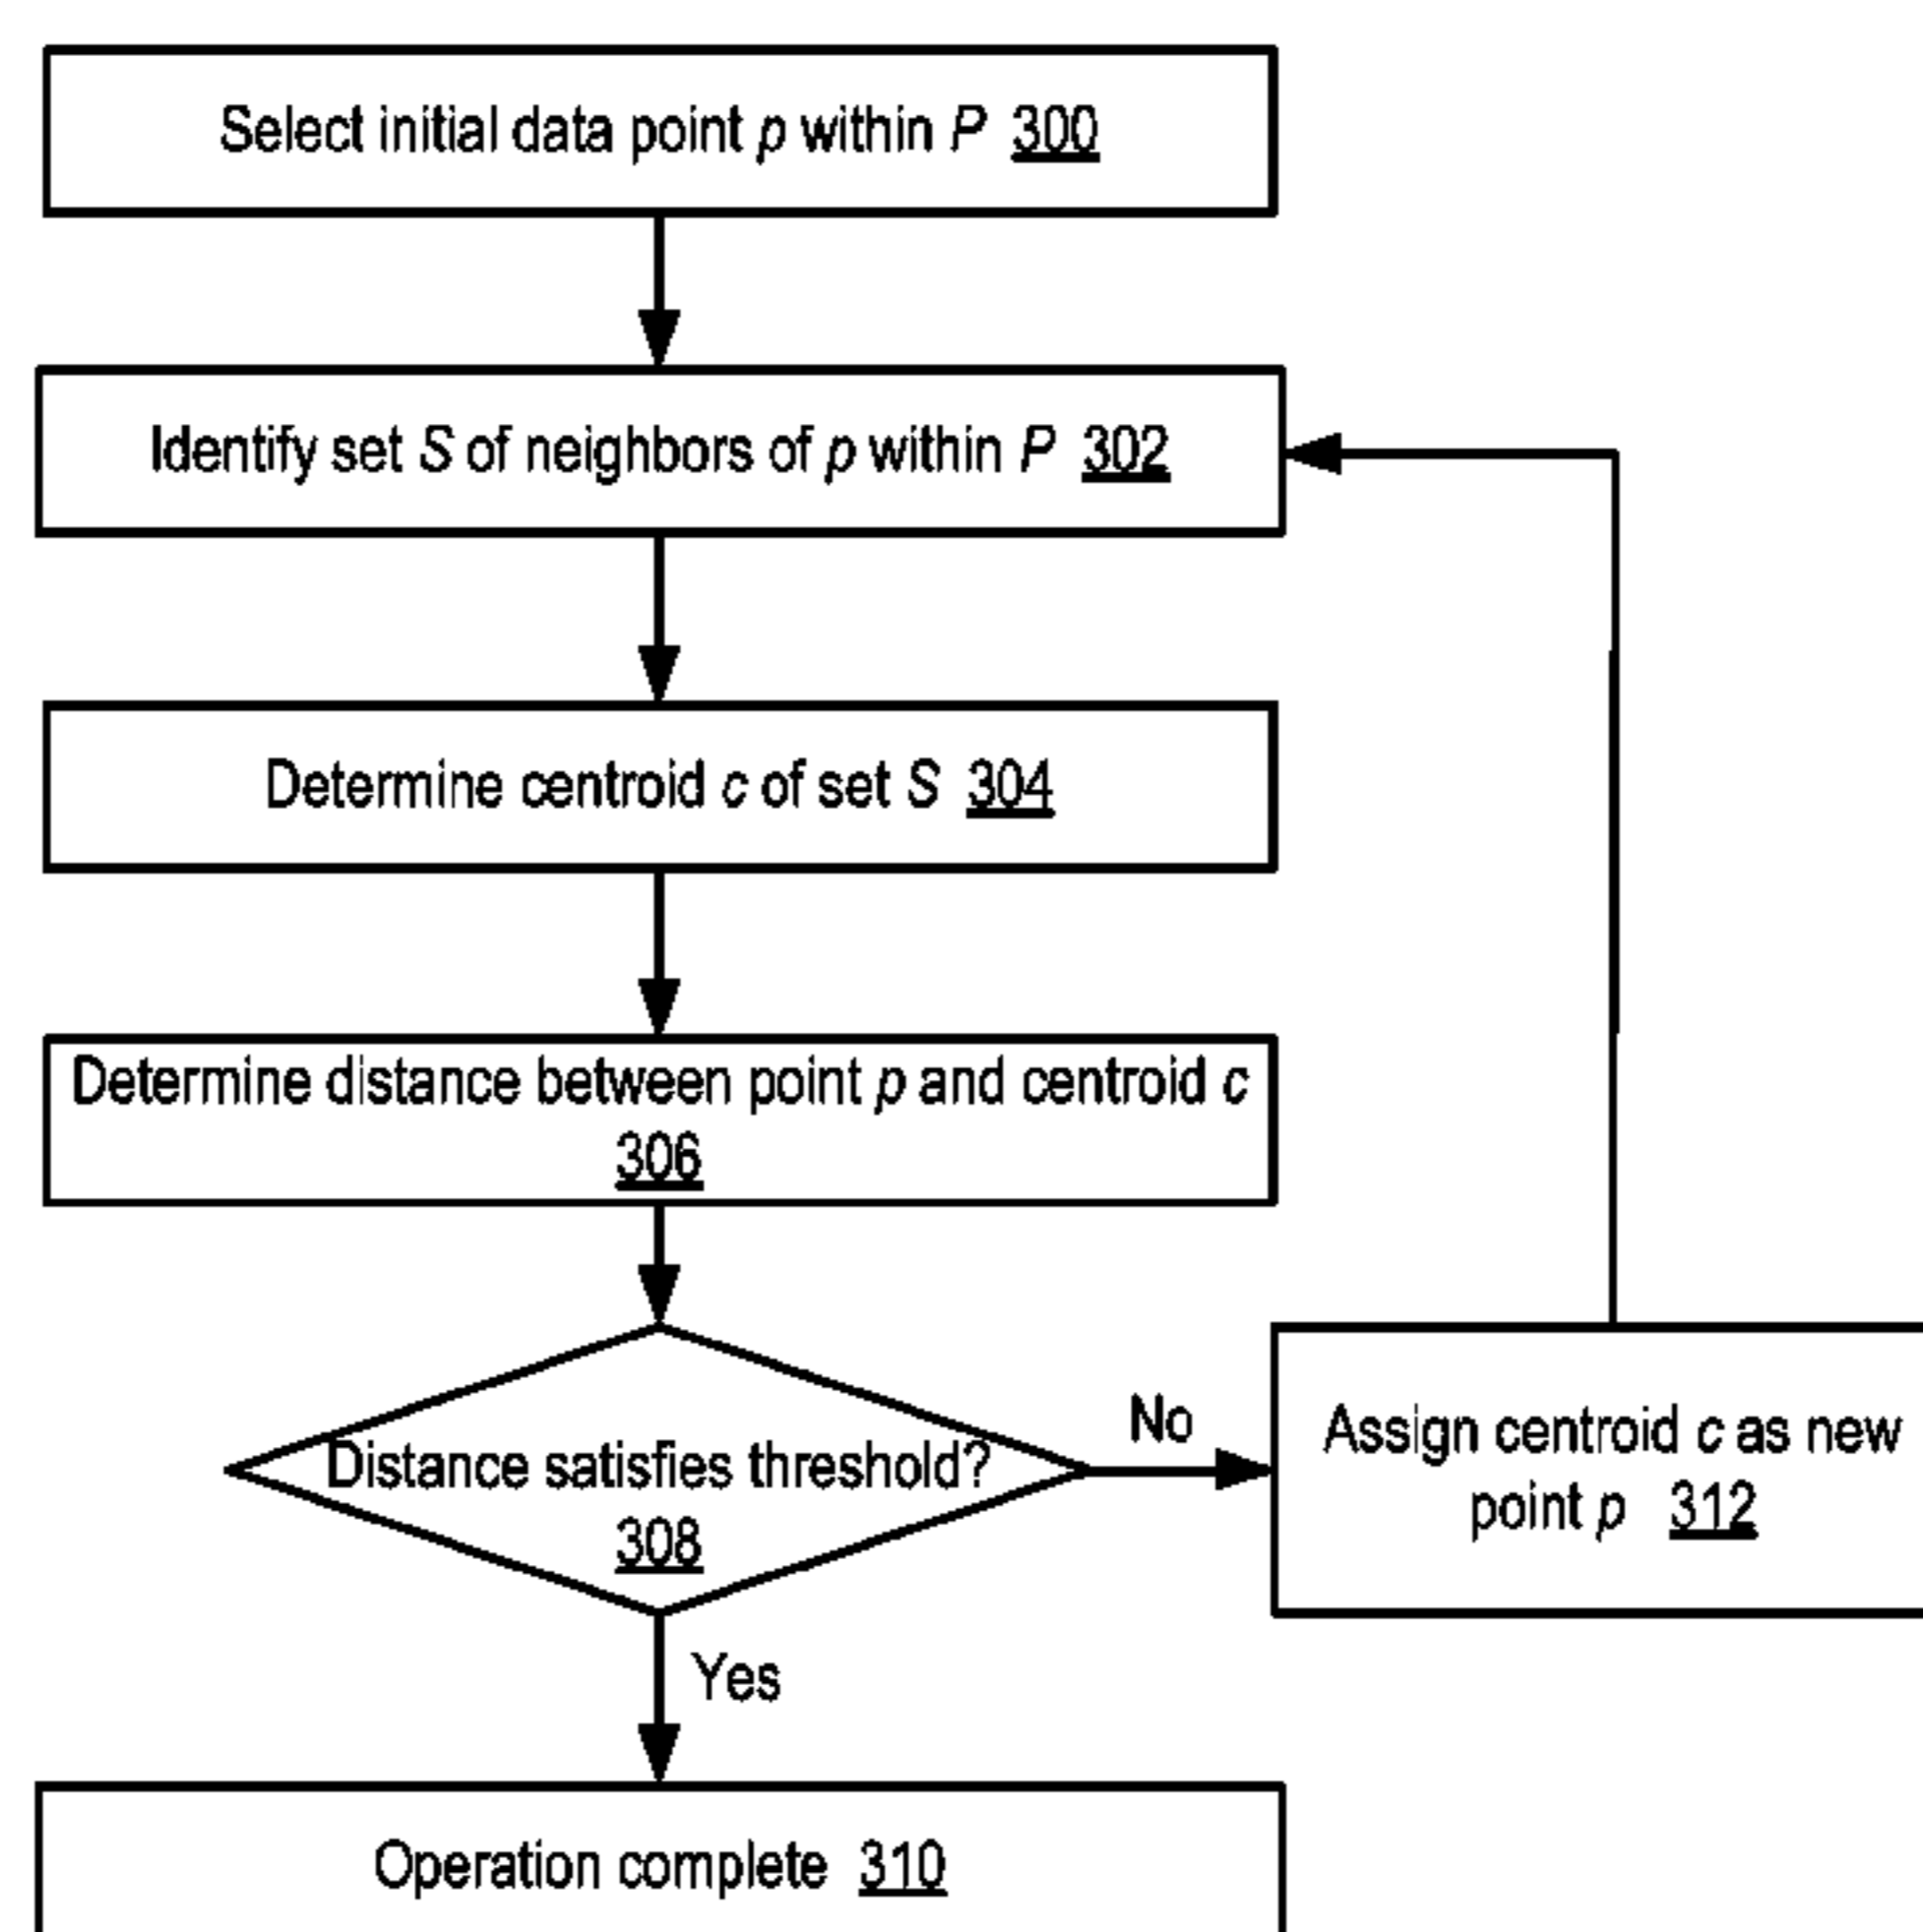 Select initial data point p within P 300
Identify set S of neighbors of p within P 302
Determine centroid c of set S 304
Determine distance between point p and centroid c
306
Distance satisfies threshold?
308
No
Assign centroid c as new
point p 312
Yes
Operation complete 310